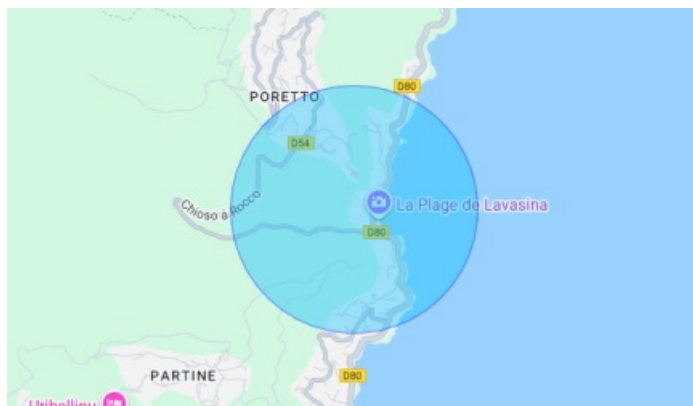 D80
PORETTO
D54
Chioso à Rocco
La Plage de Lavasina
D80
PARTINE
D80